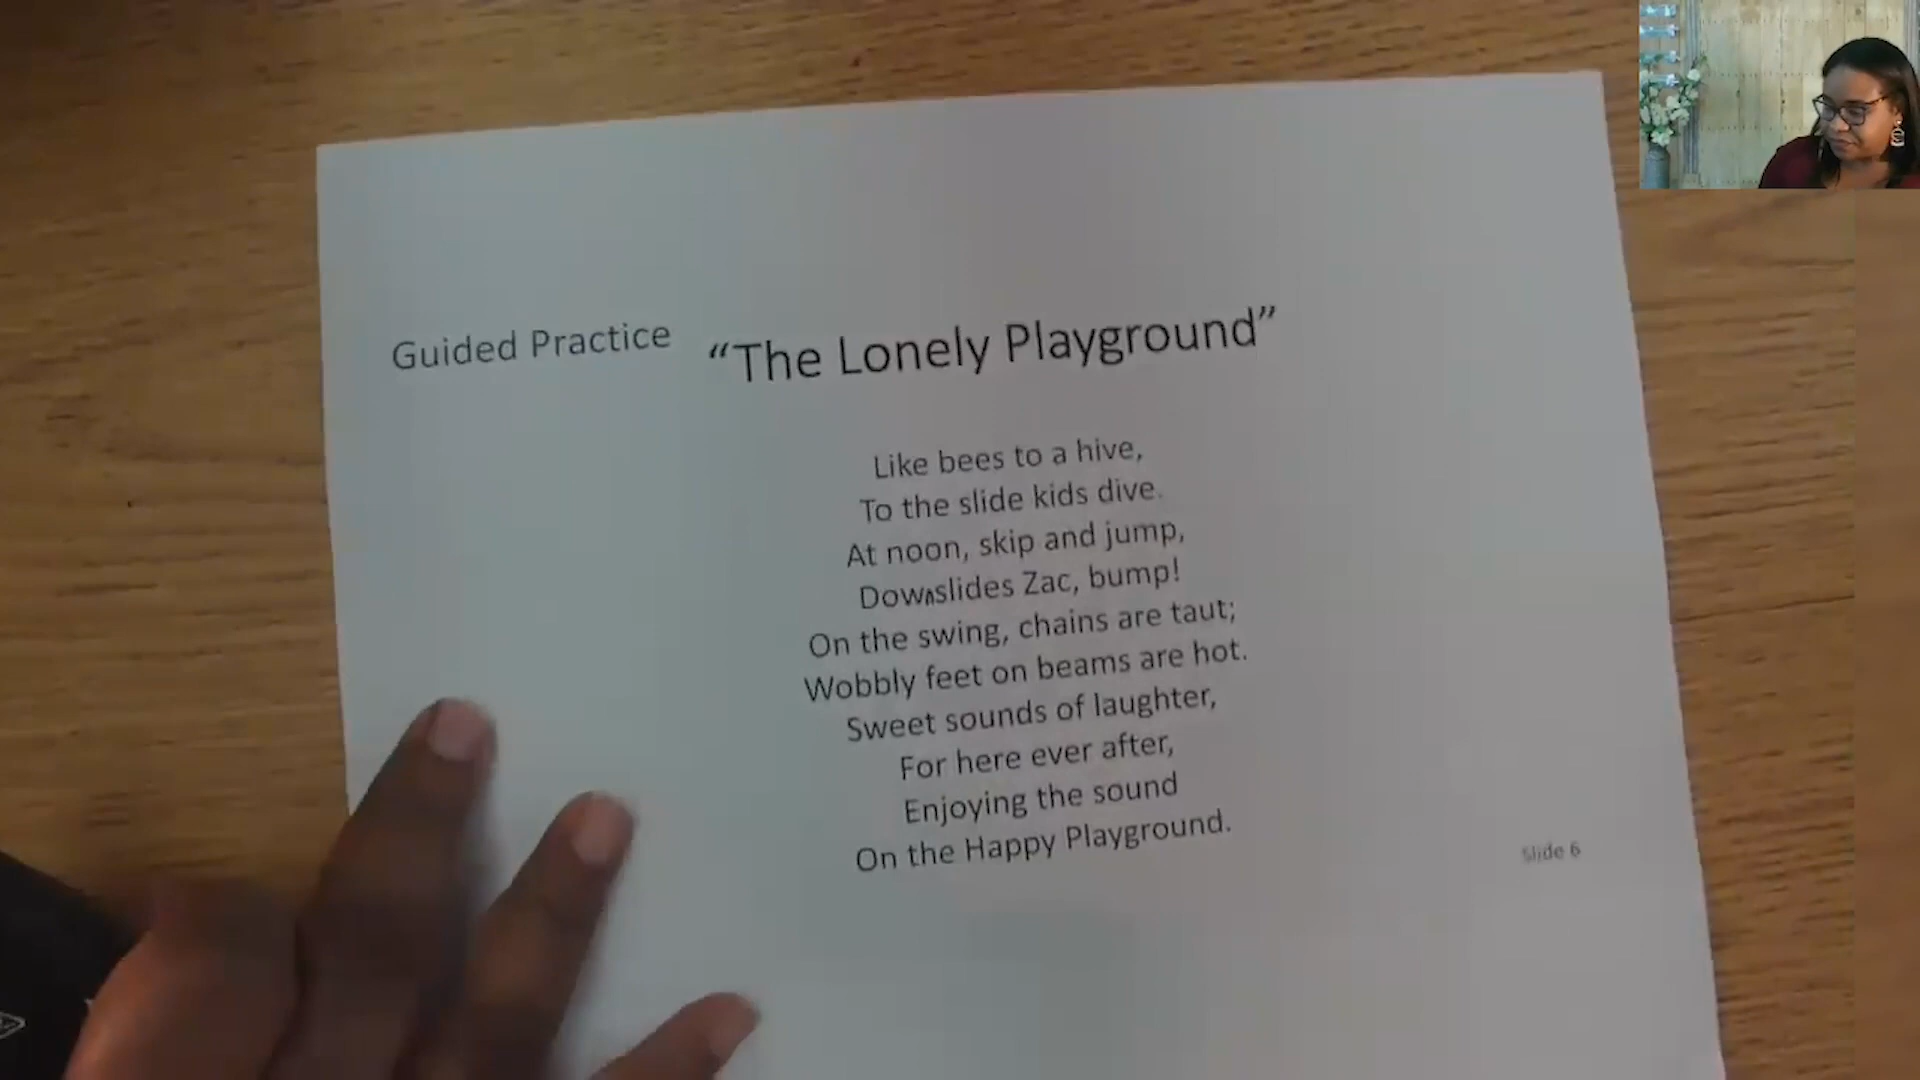 Guided Practice "The Lonely Playground"
Like bees to a hive,
To the slide kids dive.
At noon, skip and jump,
Down slides Zac, bump!
On the swing, chains are taut;
Wobbly feet on beams are hot.
Sweet sounds of laughter,
For here ever after,
Enjoying the sound
On the Happy Playground.
Slide 6